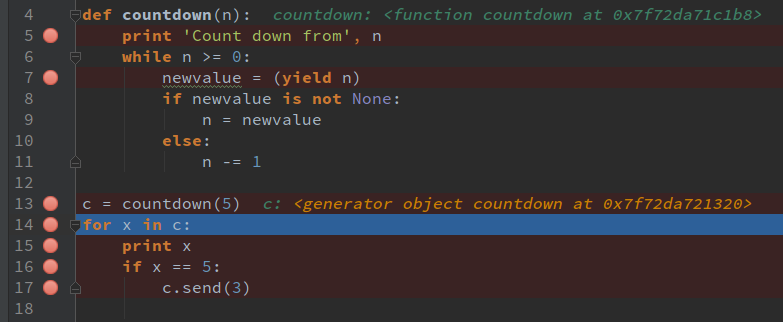 4 def countdown(n): countdown: <function countdown at 0x7f72da71c1b8>
5 print 'Count down from', n
6 while n >= 0:
7 newvalue = (yield n)
8 if newvalue is not None:
9 n = newvalue
10 else:
11 n -= 1
12
13 c = countdown(5) c: <generator object countdown at 0x7f72da721320>
14 for x in c:
15 print x
16 if x == 5:
17 c.send(3)
18